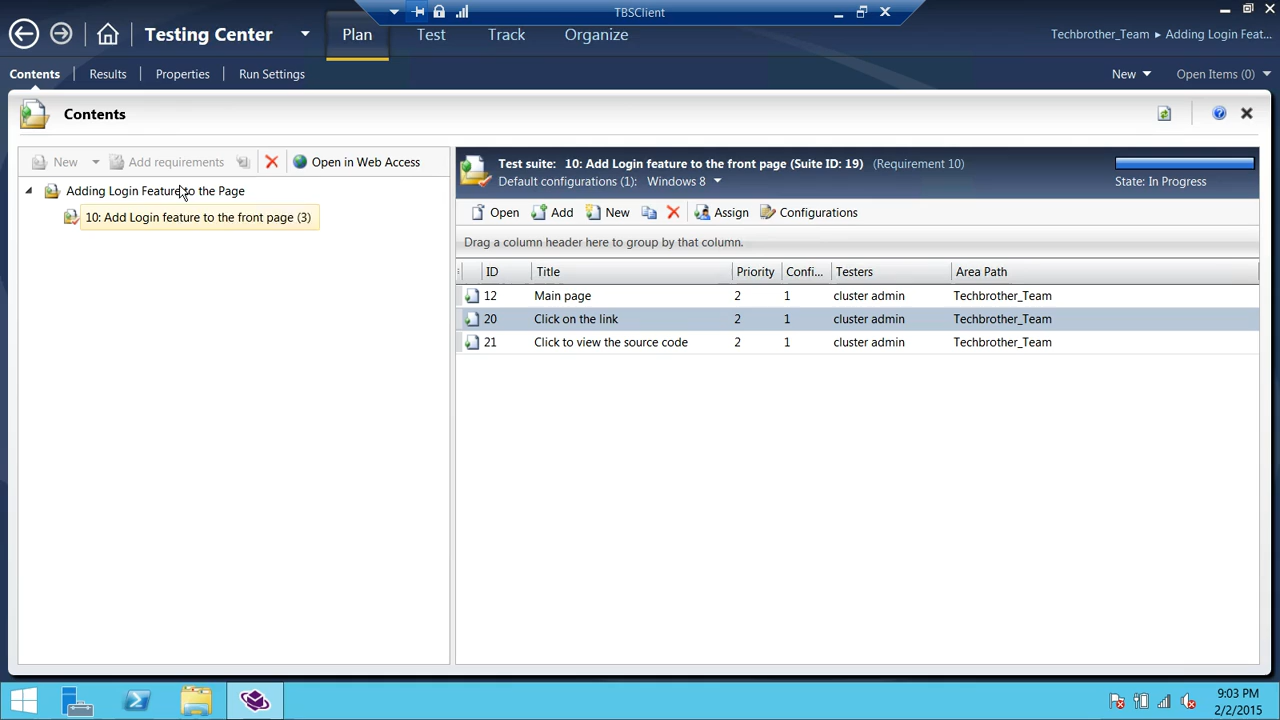 TBSClient
Testing Center
Plan
Test
Track
Organize
Techbrother_Team ▸ Adding Login Feat...
Contents
Results
Properties
Run Settings
New
Open Items (0)
Contents
New
Add requirements
Open in Web Access
Adding Login Feature to the Page
10: Add Login feature to the front page (3)
Test suite: 10: Add Login feature to the front page (Suite ID: 19) (Requirement 10)
Default configurations (1): Windows 8
State: In Progress
Open
Add
New
Assign
Configurations
Drag a column header here to group by that column.
ID Title Priority Confi... Testers Area Path
12 Main page 2 1 cluster admin Techbrother_Team
20 Click on the link 2 1 cluster admin Techbrother_Team
21 Click to view the source code 2 1 cluster admin Techbrother_Team
9:03 PM
2/2/2015